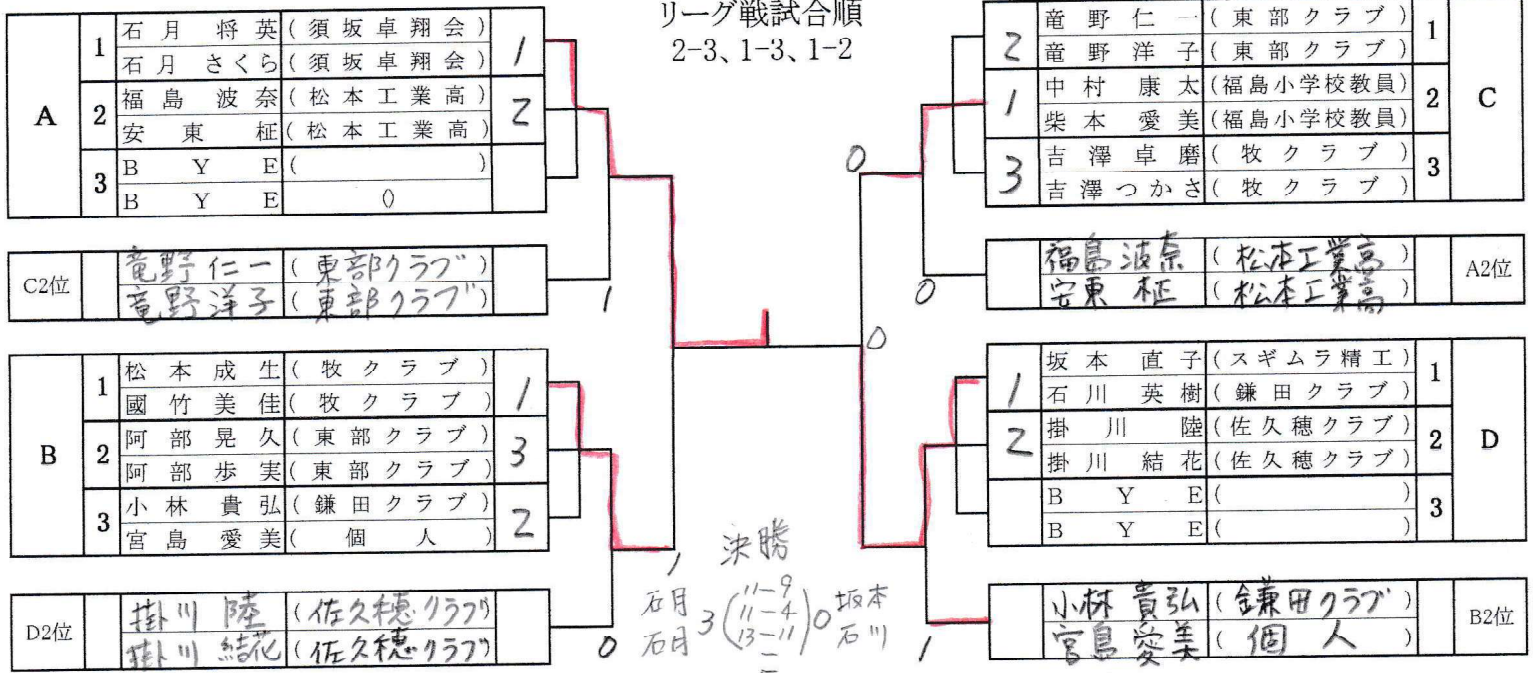 リーグ戦試合順
2-3、1-3、1-2
A
1 石月 将英 (須坂卓翔会) 1
石月 さくら (須坂卓翔会)
2 福島 波奈 (松本工業高) 2
安東 柾 (松本工業高)
3 BYE ( )
BYE ()
C2位 竜野仁一 (東部クラブ)
竜野洋子 (東部クラブ)
1
B
1 松本成生 (牧クラブ) 1
國竹美佳 (牧クラブ)
2 阿部晃久 (東部クラブ) 3
阿部歩実 (東部クラブ)
3 小林貴弘 (鎌田クラブ) 2
宮島愛美 (個人)
1
D2位 掛川 陸 (佐久穂クラブ)
掛川 結花 (佐久穂クラブ)
0
2 竜野仁一 (東部クラブ) 1
竜野洋子 (東部クラブ)
1 中村康太 (福島小学校教員) 2
柴本愛美 (福島小学校教員)
3 吉澤卓磨 (牧クラブ) 3
吉澤つかさ (牧クラブ)
C
0
福島波奈 (松本工業高) A2位
安東 柾 (松本工業高)
0
0
1 坂本直子 (スギムラ精工) 1
石川英樹 (鎌田クラブ)
2 掛川陸 (佐久穂クラブ) 2
掛川結花 (佐久穂クラブ)
BYE ( ) 3
BYE ( )
D
小林貴弘 (鎌田クラブ) B2位
宮島愛美 (個人)
1
決勝
石月 石月 3 (11-9 11-4 13-11 -) 0 坂本 石川